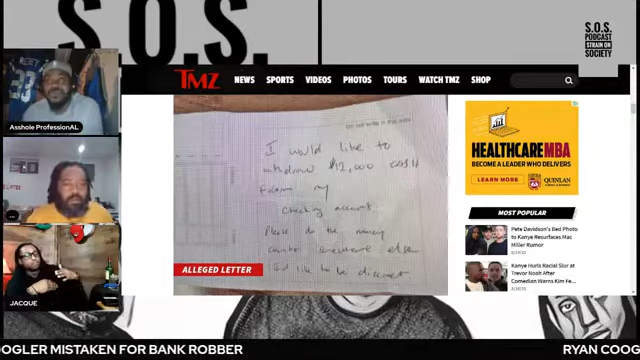 S.O.S.
S.O.S.
PODCAST
STRAIN ON
SOCIETY
Asshole ProfessionAL
JACQUE
TMZ
NEWS SPORTS VIDEOS PHOTOS TOURS WATCH TMZ SHOP
I would like to
withdraw $12,000 cash
from my
checking account.
Please do the money
count somewhere else
I'd like to be discreet
ALLEGED LETTER
HEALTHCARE MBA
BECOME A LEADER WHO DELIVERS
LEARN MORE
QUINLAN
MOST POPULAR
Pete Davidson's Bed Photo
to Kanye Resurfaces Mac
Miller Rumor
Kanye Hurls Racial Slur at
Trevor Noah After
Comedian Warns Kim Fe...
OOGLER MISTAKEN FOR BANK ROBBER
RYAN COOG